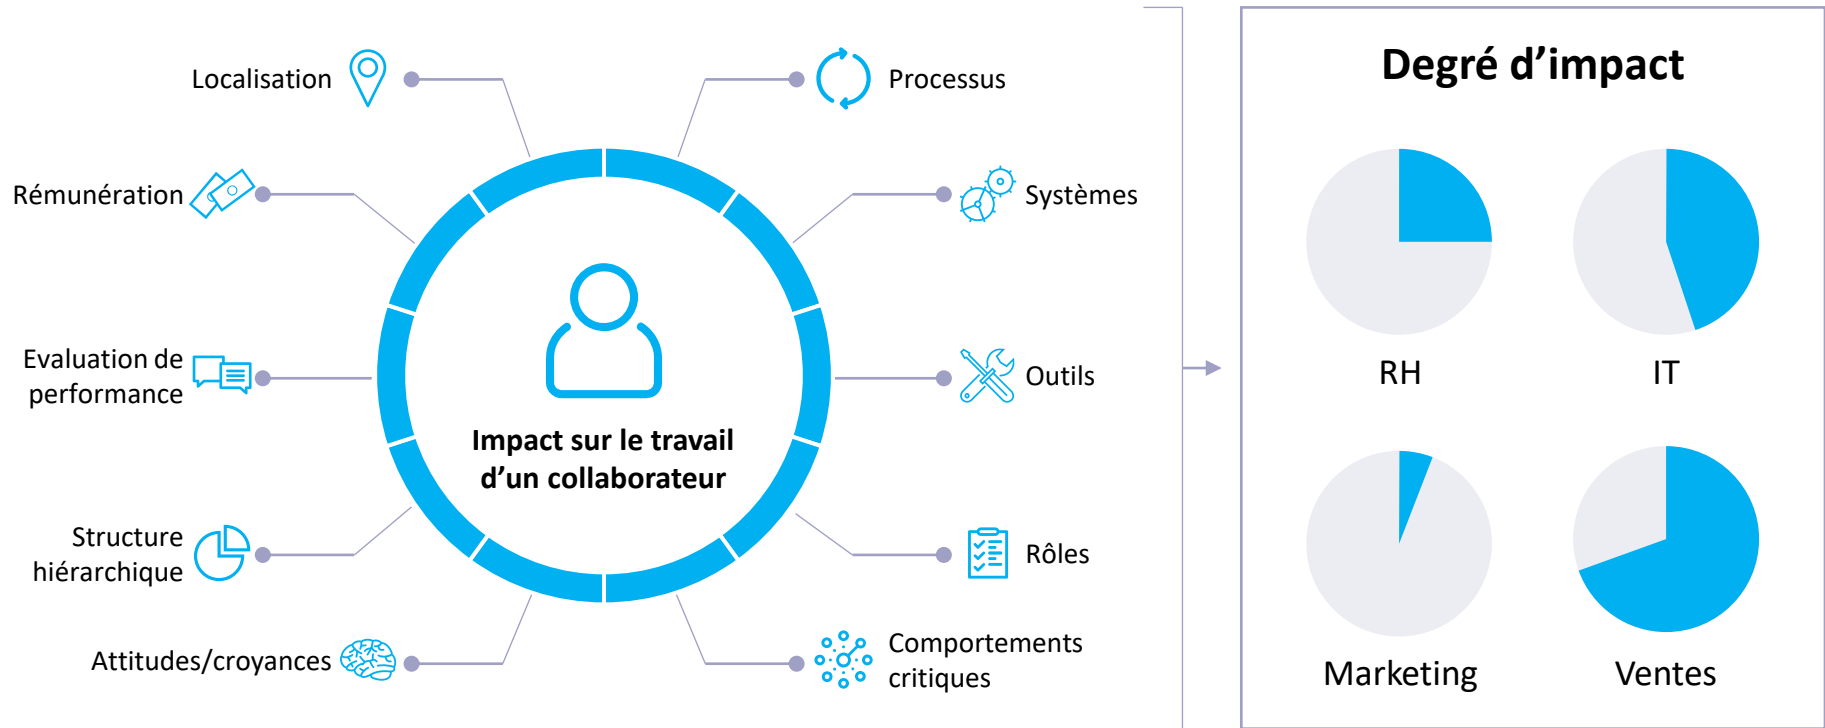 Localisation
Rémunération
Evaluation de
performance
Structure
hiérarchique
Attitudes/croyances
Impact sur le travail
d’un collaborateur
Processus
Systèmes
Outils
Rôles
Comportements
critiques
Degré d’impact
RH
IT
Marketing
Ventes